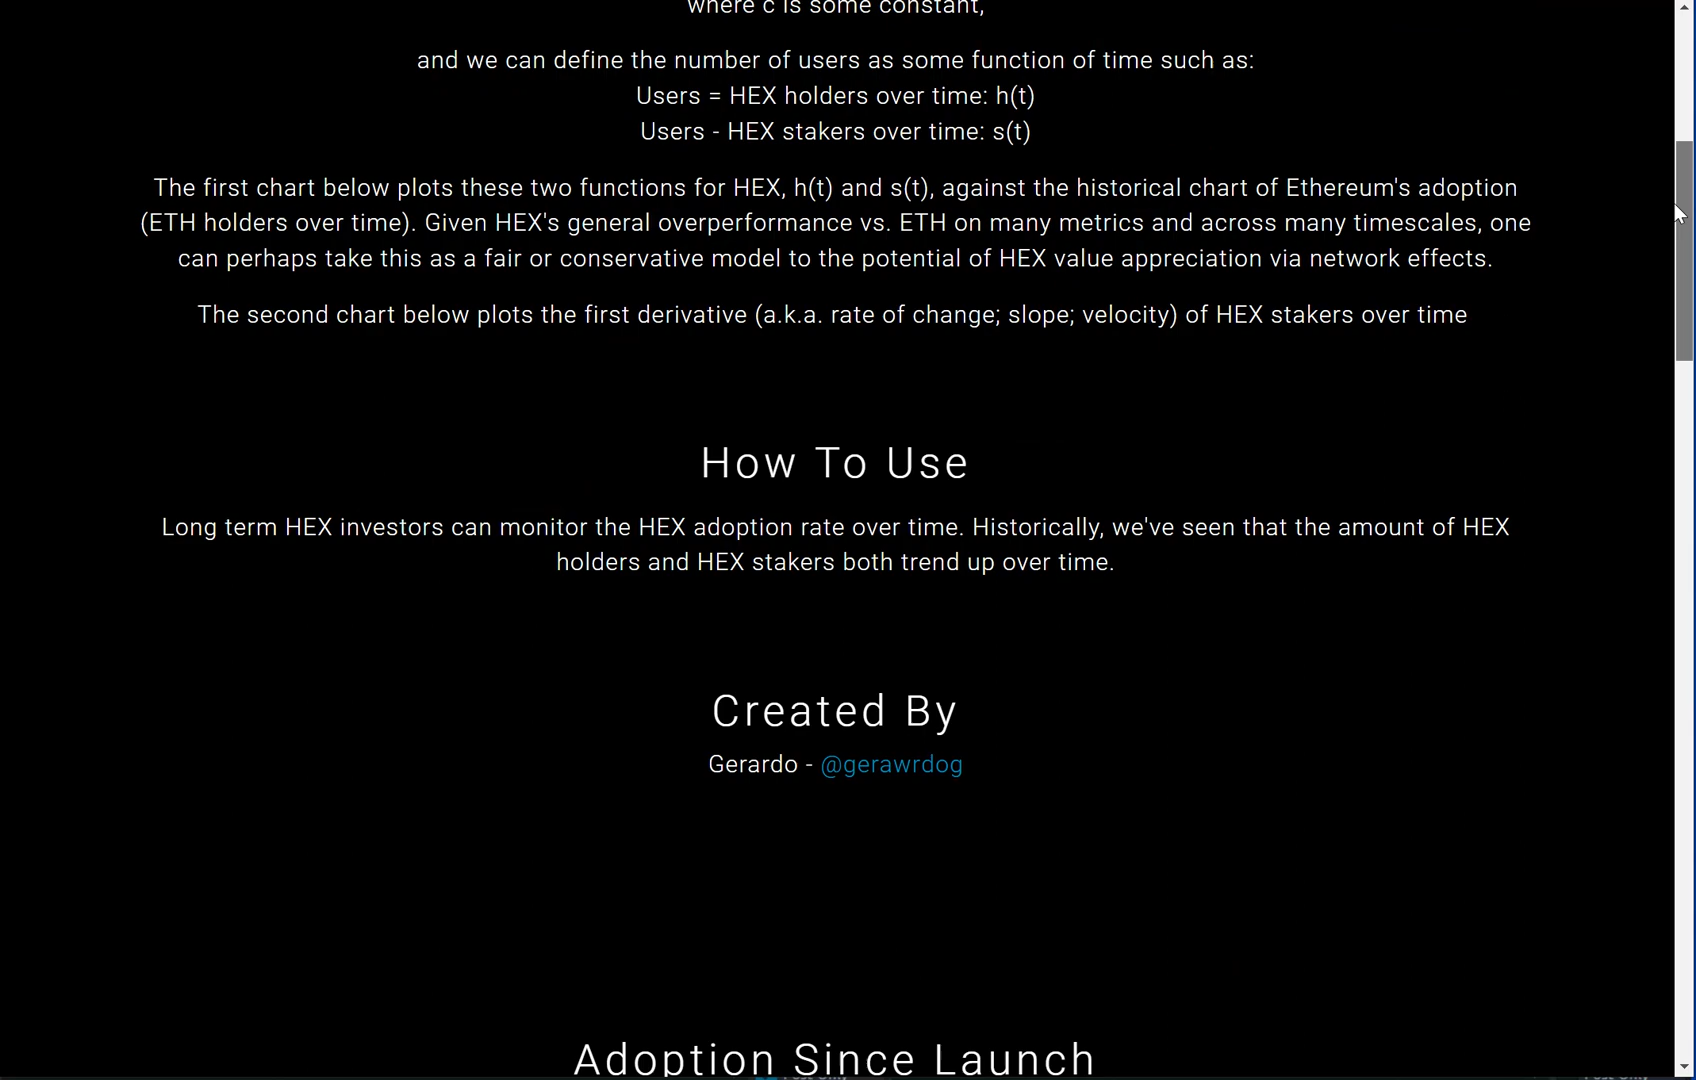 where c is some constant,
and we can define the number of users as some function of time such as:
Users = HEX holders over time: h(t)
Users - HEX stakers over time: s(t)
The first chart below plots these two functions for HEX, h(t) and s(t), against the historical chart of Ethereum's adoption
(ETH holders over time). Given HEX's general overperformance vs. ETH on many metrics and across many timescales, one
can perhaps take this as a fair or conservative model to the potential of HEX value appreciation via network effects.
The second chart below plots the first derivative (a.k.a. rate of change; slope; velocity) of HEX stakers over time
How To Use
Long term HEX investors can monitor the HEX adoption rate over time. Historically, we've seen that the amount of HEX
holders and HEX stakers both trend up over time.
Created By
Gerardo - @gerawrdog
Adoption Since Launch